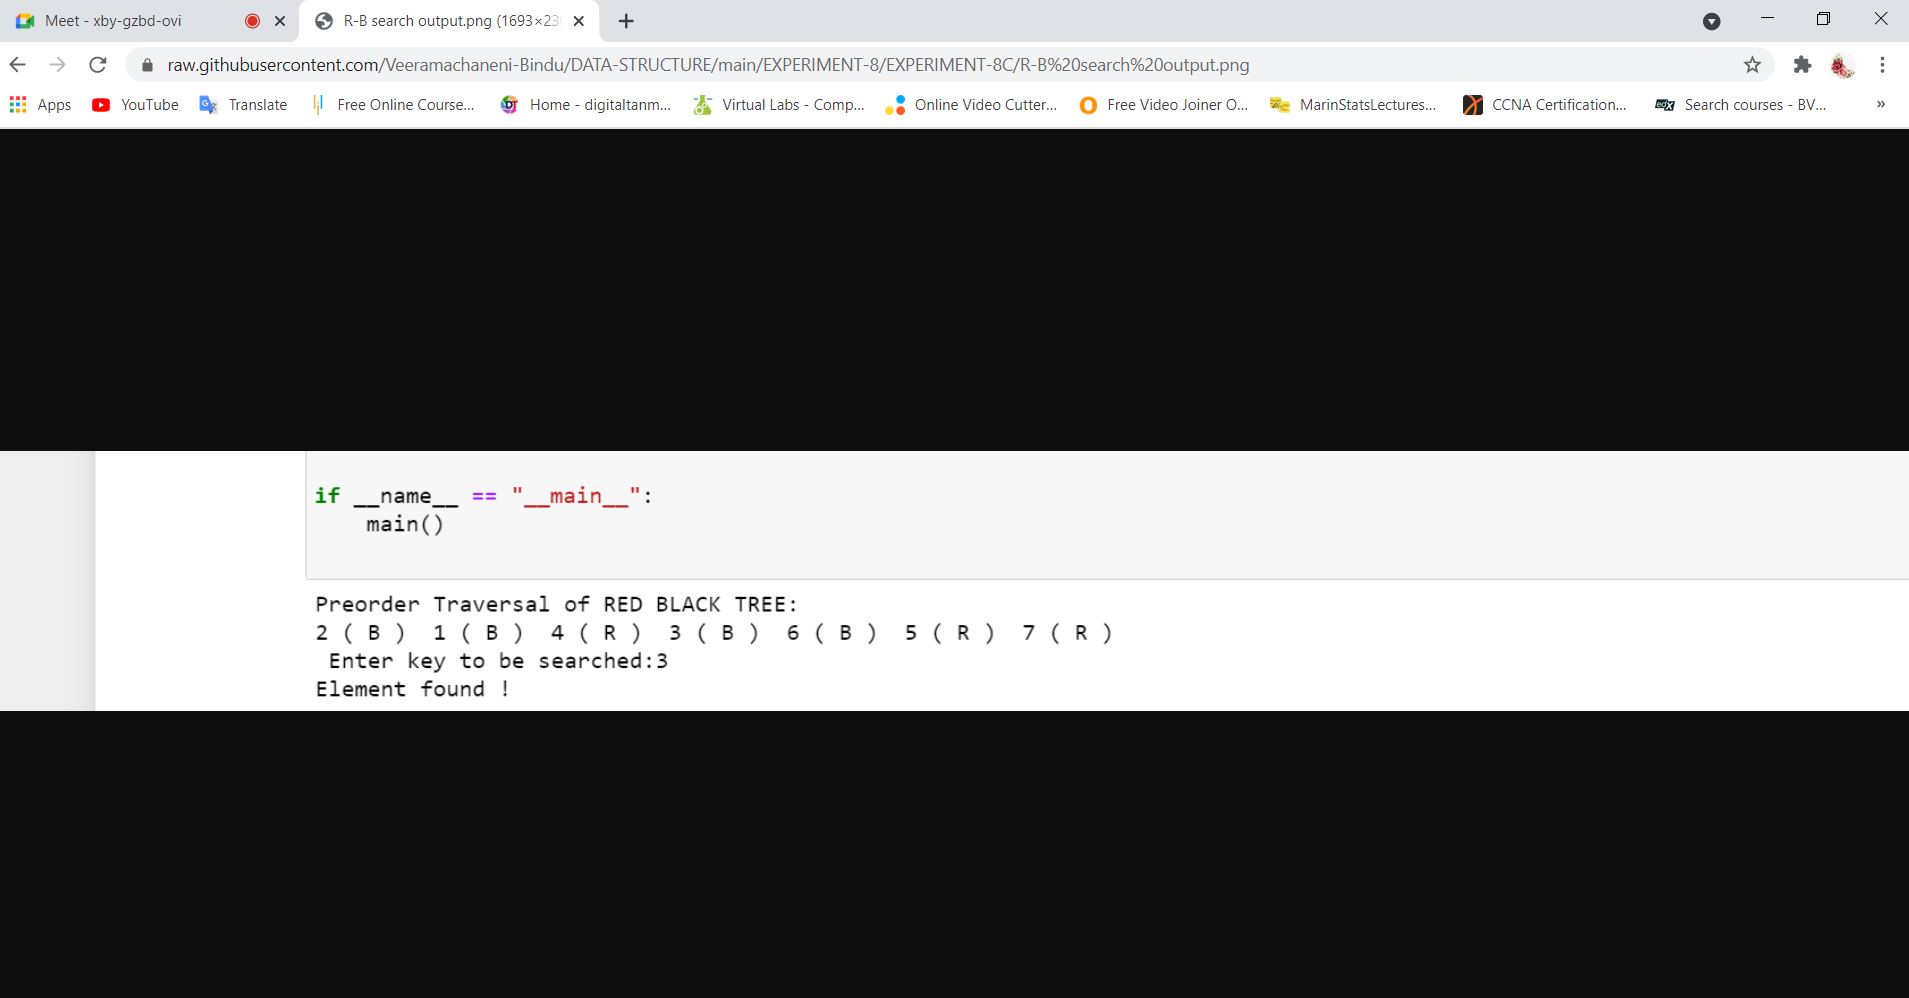 Meet - xby-gzbd-ovi
R-B search output.png (1693×23
raw.githubusercontent.com/Veeramachaneni-Bindu/DATA-STRUCTURE/main/EXPERIMENT-8/EXPERIMENT-8C/R-B%20search%20output.png
Apps YouTube Translate Free Online Course... Home - digitaltanm... Virtual Labs - Comp... Online Video Cutter... Free Video Joiner O... MarinStatsLectures... CCNA Certification... edX Search courses - BV... »
if __name__ == "__main__":
main()
Preorder Traversal of RED BLACK TREE:
2 ( B ) 1 ( B ) 4 ( R ) 3 ( B ) 6 ( B ) 5 ( R ) 7 ( R )
Enter key to be searched:3
Element found !